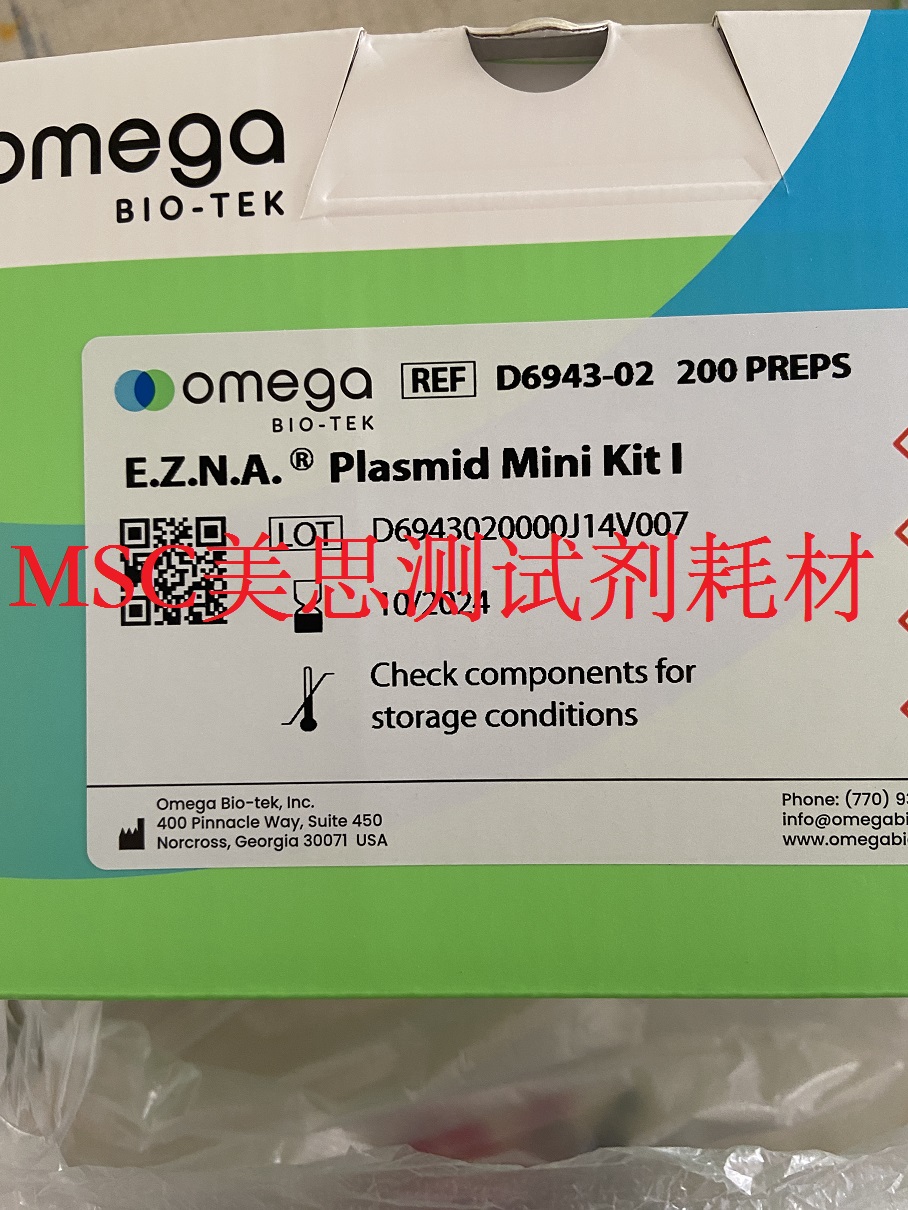 omega
BIO-TEK
omega
BIO-TEK
REF D6943-02 200 PREPS
E.Z.N.A.® Plasmid Mini Kit I
LOT D6943020000J14V007
MSC美思测试剂耗材
10/2024
Check components for
storage conditions
Omega Bio-tek, Inc.
400 Pinnacle Way, Suite 450
Norcross, Georgia 30071 USA
Phone: (770) 93
info@omegabi
www.omegabi